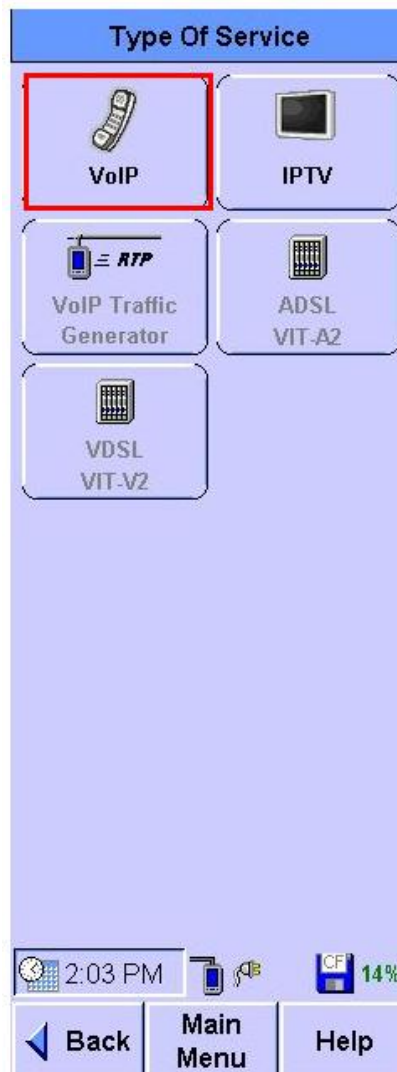 Type Of Service
VoIP
IPTV
RTP
VoIP Traffic
Generator
ADSL
VIT-A2
VDSL
VIT-V2
2:03 PM
CF
14%
Back
Main
Menu
Help